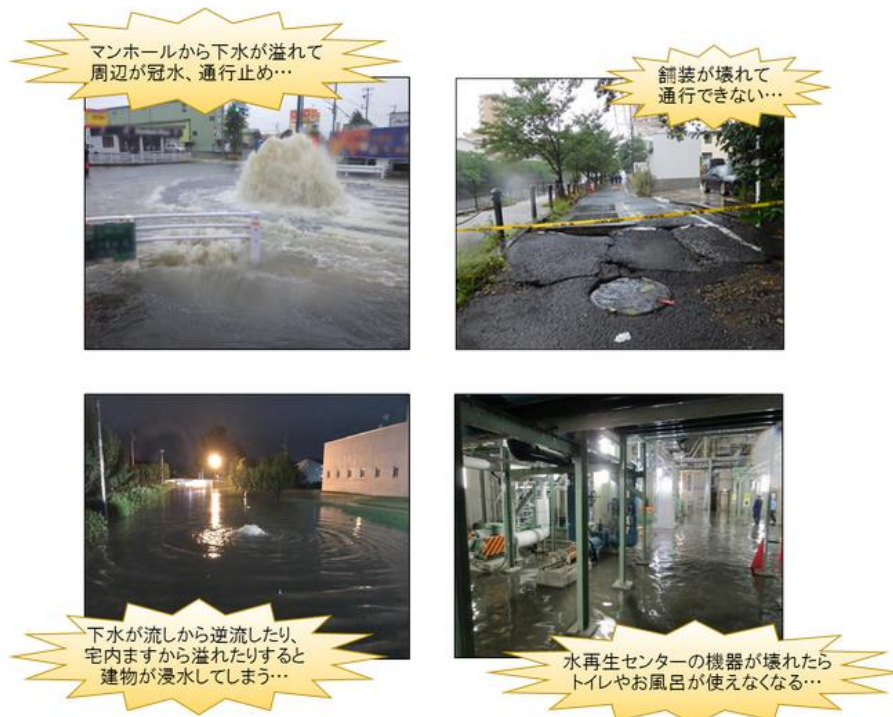 マンホールから下水が溢れて
周辺が冠水、通行止め…
舗装が壊れて
通行できない…
下水が流しから逆流したり、
宅内ますから溢れたりすると
建物が浸水してしまう…
水再生センターの機器が壊れたら
トイレやお風呂が使えなくなる…